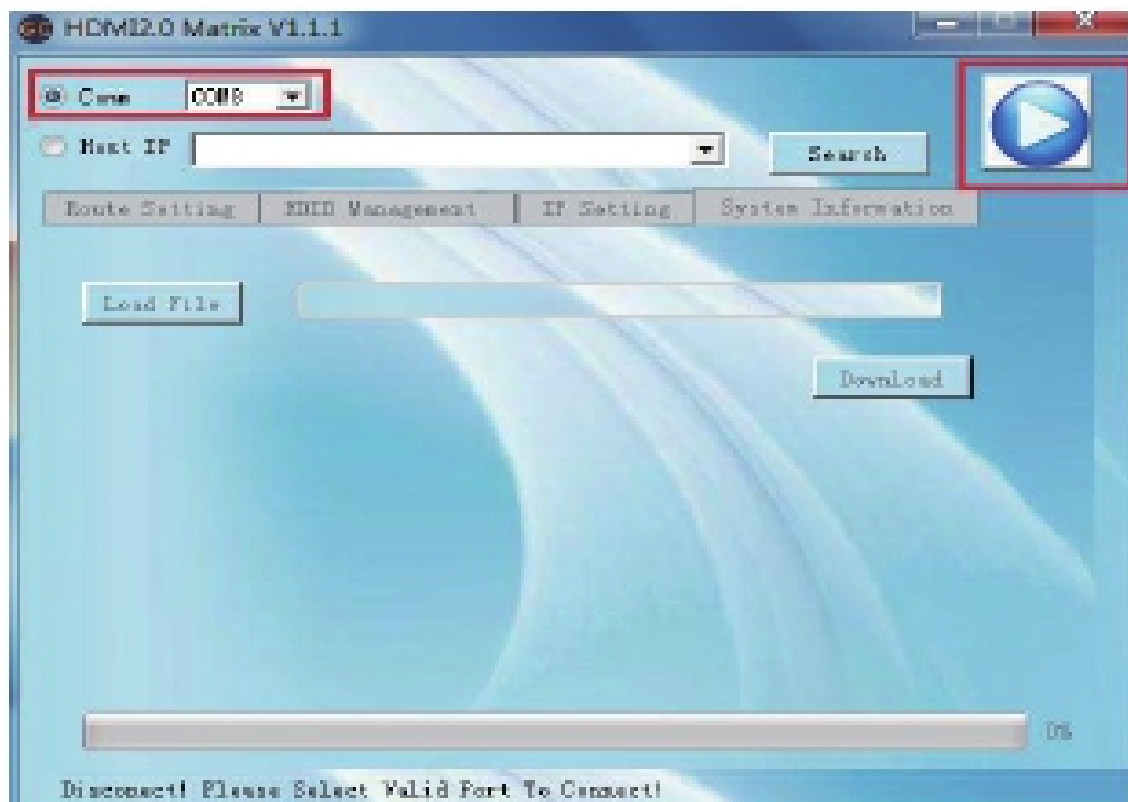 HDMI2.0 Matrix V1.1.1
Comm COM8
Host IP Search
Route Setting EDID Management IP Setting System Information
Load File
Download
0%
Disconnect! Please Select Valid Port To Connect!